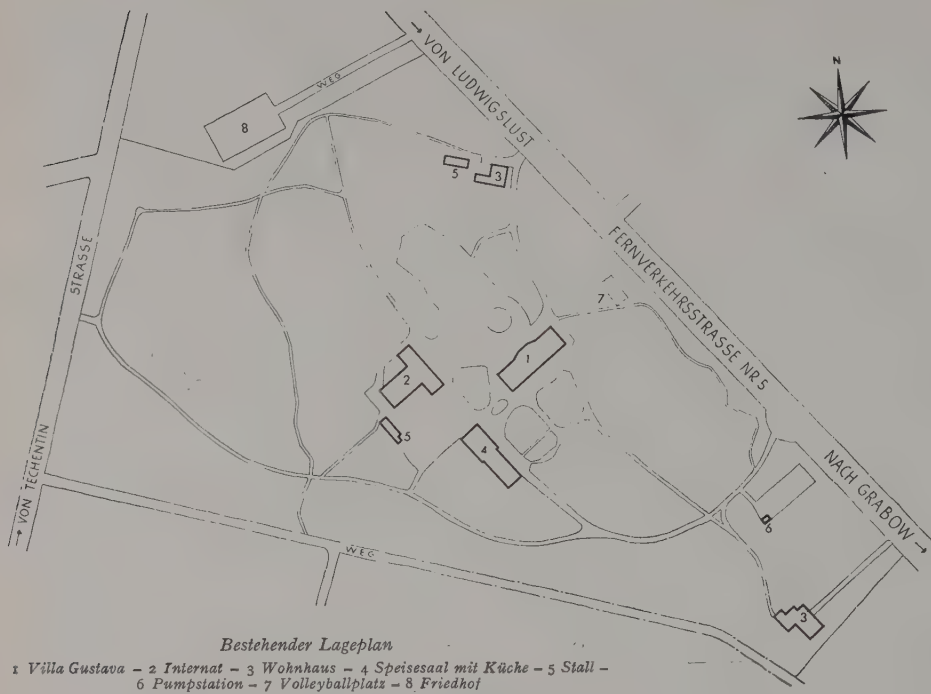 N
→ VON LUDWIGSLUST
WEG
8
5
3
STRASSE
FERNVERKEHRSSTRASSE NR 5
7
1
2
5
4
→ VON TECHENTIN
NACH GRABOW →
6
WEG
3
Bestehender Lageplan
1 Villa Gustava – 2 Internat – 3 Wohnhaus – 4 Speisesaal mit Küche – 5 Stall –
6 Pumpstation – 7 Volleyballplatz – 8 Friedhof